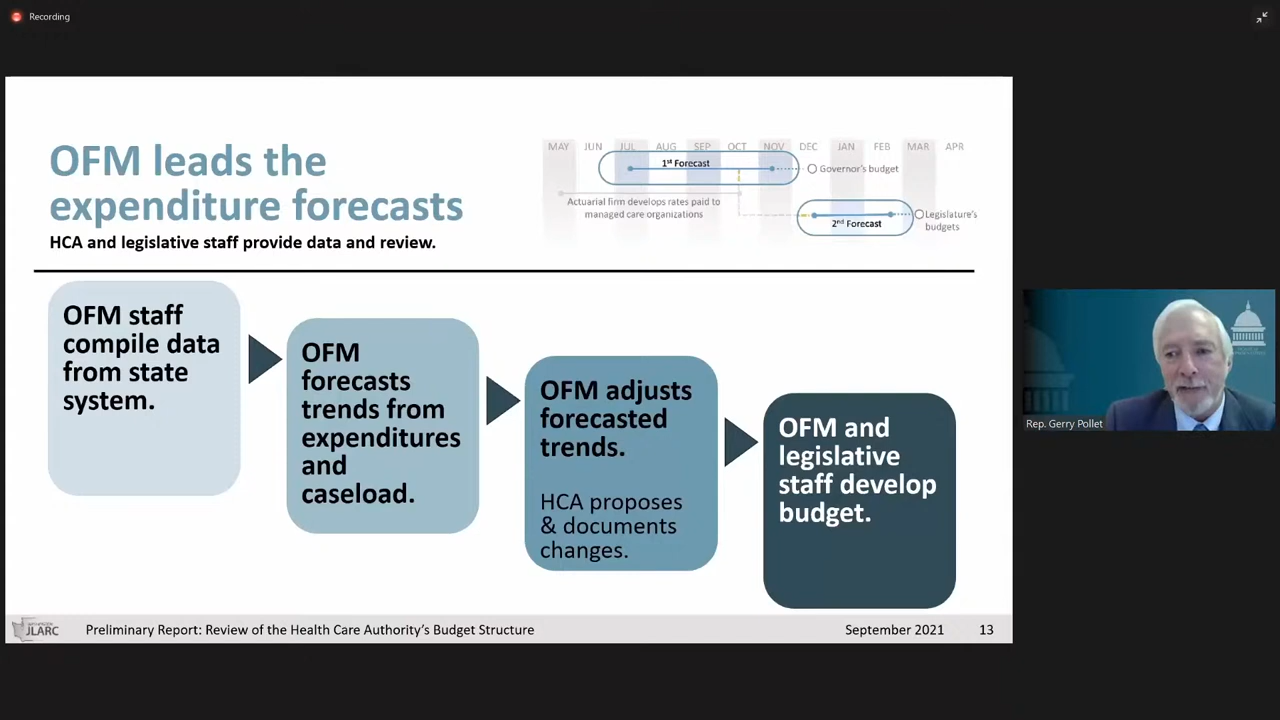 Recording
OFM leads the
expenditure forecasts
HCA and legislative staff provide data and review.
MAY JUN JUL AUG SEP OCT NOV DEC JAN FEB MAR APR
1st Forecast
Governor's budget
Actuarial firm develops rates paid to
managed care organizations
2nd Forecast
Legislature's
budgets
OFM staff
compile data
from state
system.
OFM
forecasts
trends from
expenditures
and
caseload.
OFM adjusts
forecasted
trends.
HCA proposes
& documents
changes.
OFM and
legislative
staff develop
budget.
Rep. Gerry Pollet
JLARC
Preliminary Report: Review of the Health Care Authority's Budget Structure
September 2021
13